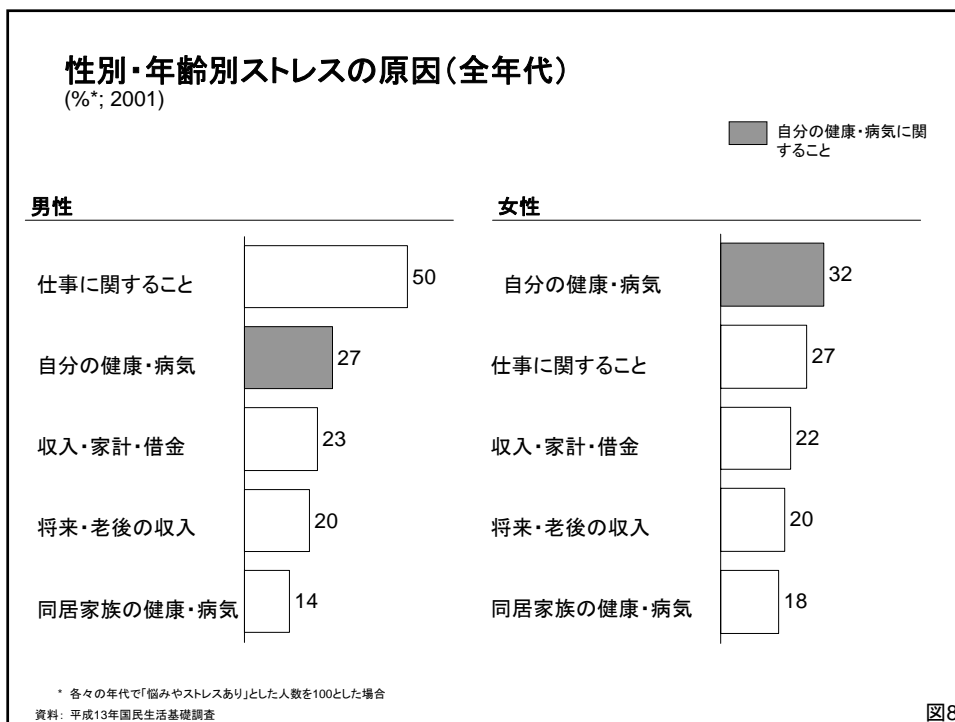 性別・年齢別ストレスの原因(全年代)
(%*; 2001)
自分の健康・病気に関
すること
男性
仕事に関すること
50
自分の健康・病気
27
収入・家計・借金
23
将来・老後の収入
20
同居家族の健康・病気
14
女性
自分の健康・病気
32
仕事に関すること
27
収入・家計・借金
22
将来・老後の収入
20
同居家族の健康・病気
18
* 各々の年代で「悩みやストレスあり」とした人数を100とした場合
資料: 平成13年国民生活基礎調査
図8